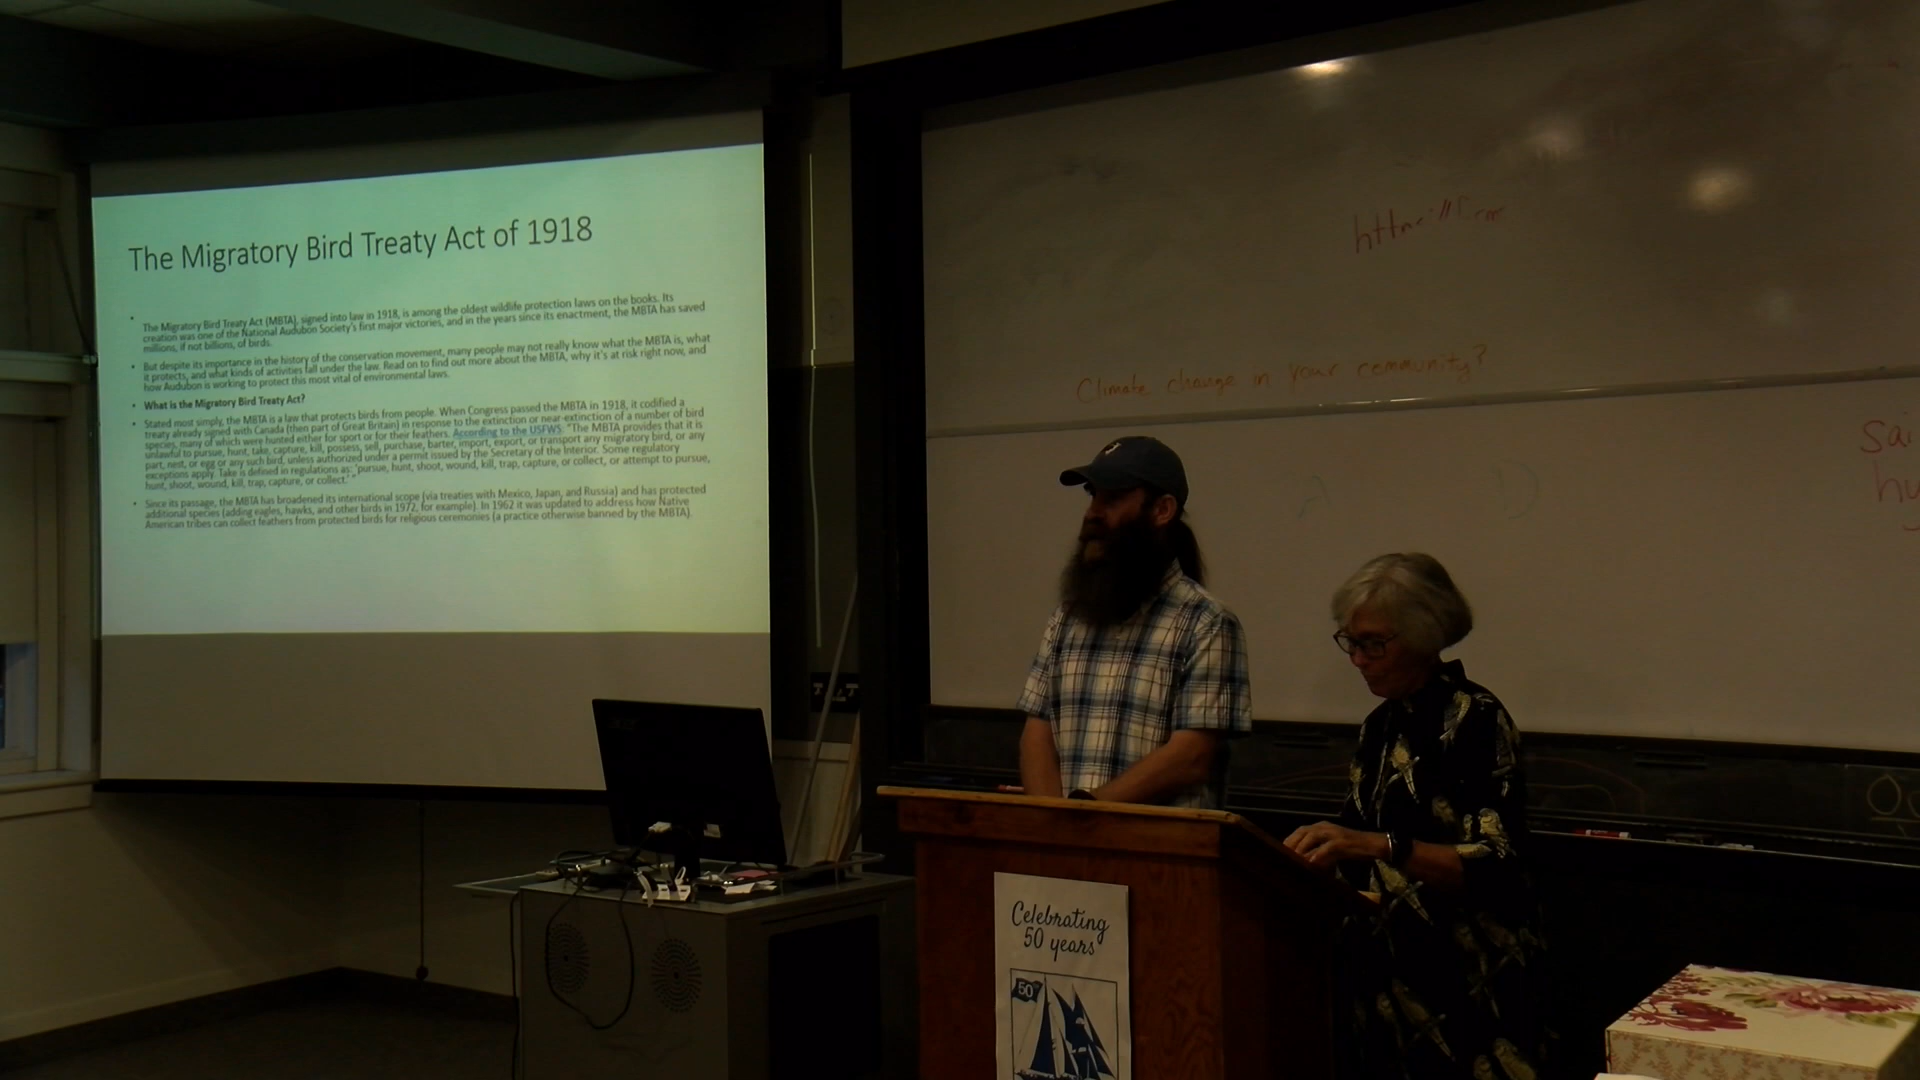 The Migratory Bird Treaty Act of 1918
• The Migratory Bird Treaty Act (MBTA), signed into law in 1918, is among the oldest wildlife protection laws on the books. Its
creation was one of the National Audubon Society's first major victories, and in the years since its enactment, the MBTA has saved
millions, if not billions, of birds.
• But despite its importance in the history of the conservation movement, many people may not really know what the MBTA is, what
it protects, and what kinds of activities fall under the law. Read on to find out more about the MBTA, why it's at risk right now, and
how Audubon is working to protect this most vital of environmental laws.
• What is the Migratory Bird Treaty Act?
• Stated most simply, the MBTA is a law that protects birds from people. When Congress passed the MBTA in 1918, it codified a
treaty already signed with Canada (then part of Great Britain) in response to the extinction or near-extinction of a number of bird
species, many of which were hunted either for sport or for their feathers. According to the USFWS: "The MBTA provides that it is
unlawful to pursue, hunt, take, capture, kill, possess, sell, purchase, barter, import, export, or transport any migratory bird, or any
part, nest, or egg or any such bird, unless authorized under a permit issued by the Secretary of the Interior. Some regulatory
exceptions apply. Take is defined in regulations as: 'pursue, hunt, shoot, wound, kill, trap, capture, or collect, or attempt to pursue,
hunt, shoot, wound, kill, trap, capture, or collect.' "
• Since its passage, the MBTA has broadened its international scope (via treaties with Mexico, Japan, and Russia) and has protected
additional species (adding eagles, hawks, and other birds in 1972, for example). In 1962 it was updated to address how Native
American tribes can collect feathers from protected birds for religious ceremonies (a practice otherwise banned by the MBTA).
Climate change in your community?
Sai
hy
Celebrating
50 years
50